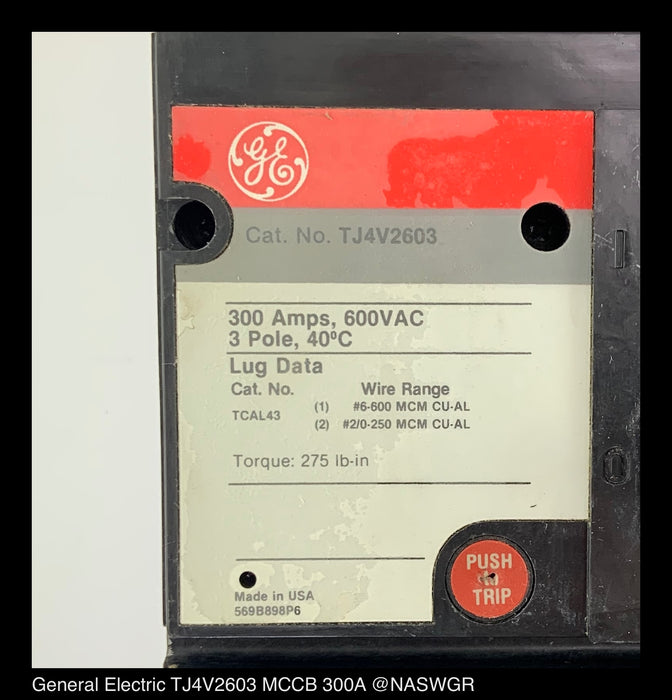 GE
Cat. No. TJ4V2603
300 Amps, 600VAC
3 Pole, 40ºC
Lug Data
Cat. No. Wire Range
TCAL43 (1) #6-600 MCM CU-AL
(2) #2/0-250 MCM CU-AL
Torque: 275 lb-in
PUSH
to
TRIP
Made in USA
569B898P6
General Electric TJ4V2603 MCCB 300A @NASWGR